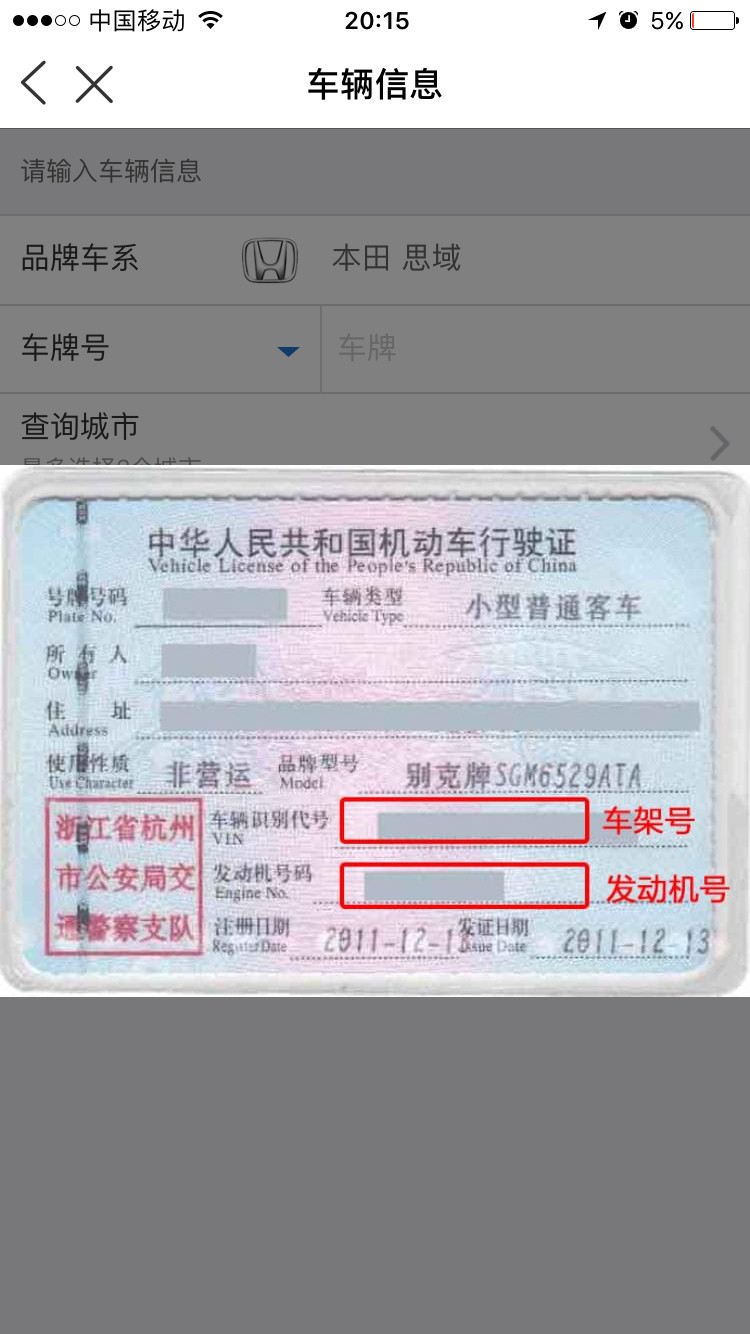 中国移动 20:15 5%
车辆信息
请输入车辆信息
品牌车系 本田 思域
车牌号 车牌
查询城市
最多选择3个城市
中华人民共和国机动车行驶证
Vehicle License of the People's Republic of China
号牌号码 车辆类型 小型普通客车
Plate No. Vehicle Type
所有人
Owner
住址
Address
使用性质 非营运 品牌型号 别克牌SGM6529ATA
Use Character Model
浙江省杭州 车辆识别代号 车架号
VIN
市公安局交 发动机号码 发动机号
Engine No.
通警察支队 注册日期 2011-12-13 发证日期 2011-12-13
Register Date Issue Date